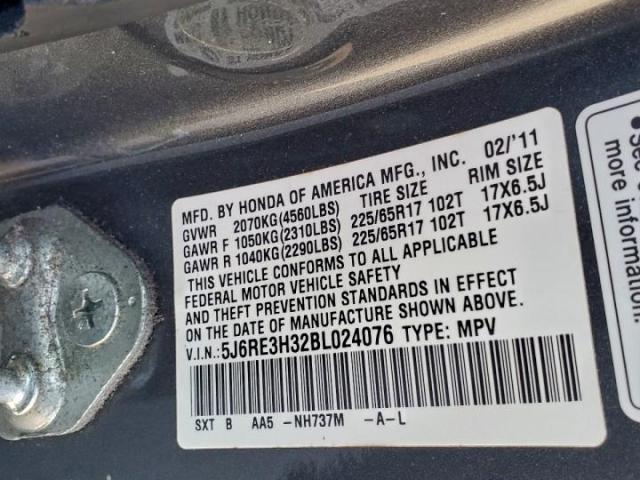 MFD. BY HONDA OF AMERICA MFG., INC. 02/'11
GVWR 2070KG(4560LBS) TIRE SIZE RIM SIZE
GAWR F 1050KG(2310LBS) 225/65R17 102T 17X6.5J
GAWR R 1040KG(2290LBS) 225/65R17 102T 17X6.5J
THIS VEHICLE CONFORMS TO ALL APPLICABLE
FEDERAL MOTOR VEHICLE SAFETY
AND THEFT PREVENTION STANDARDS IN EFFECT
ON THE DATE OF MANUFACTURE SHOWN ABOVE.
V.I.N.: 5J6RE3H32BL024076 TYPE: MPV
SXT B AA5 -NH737M -A-L